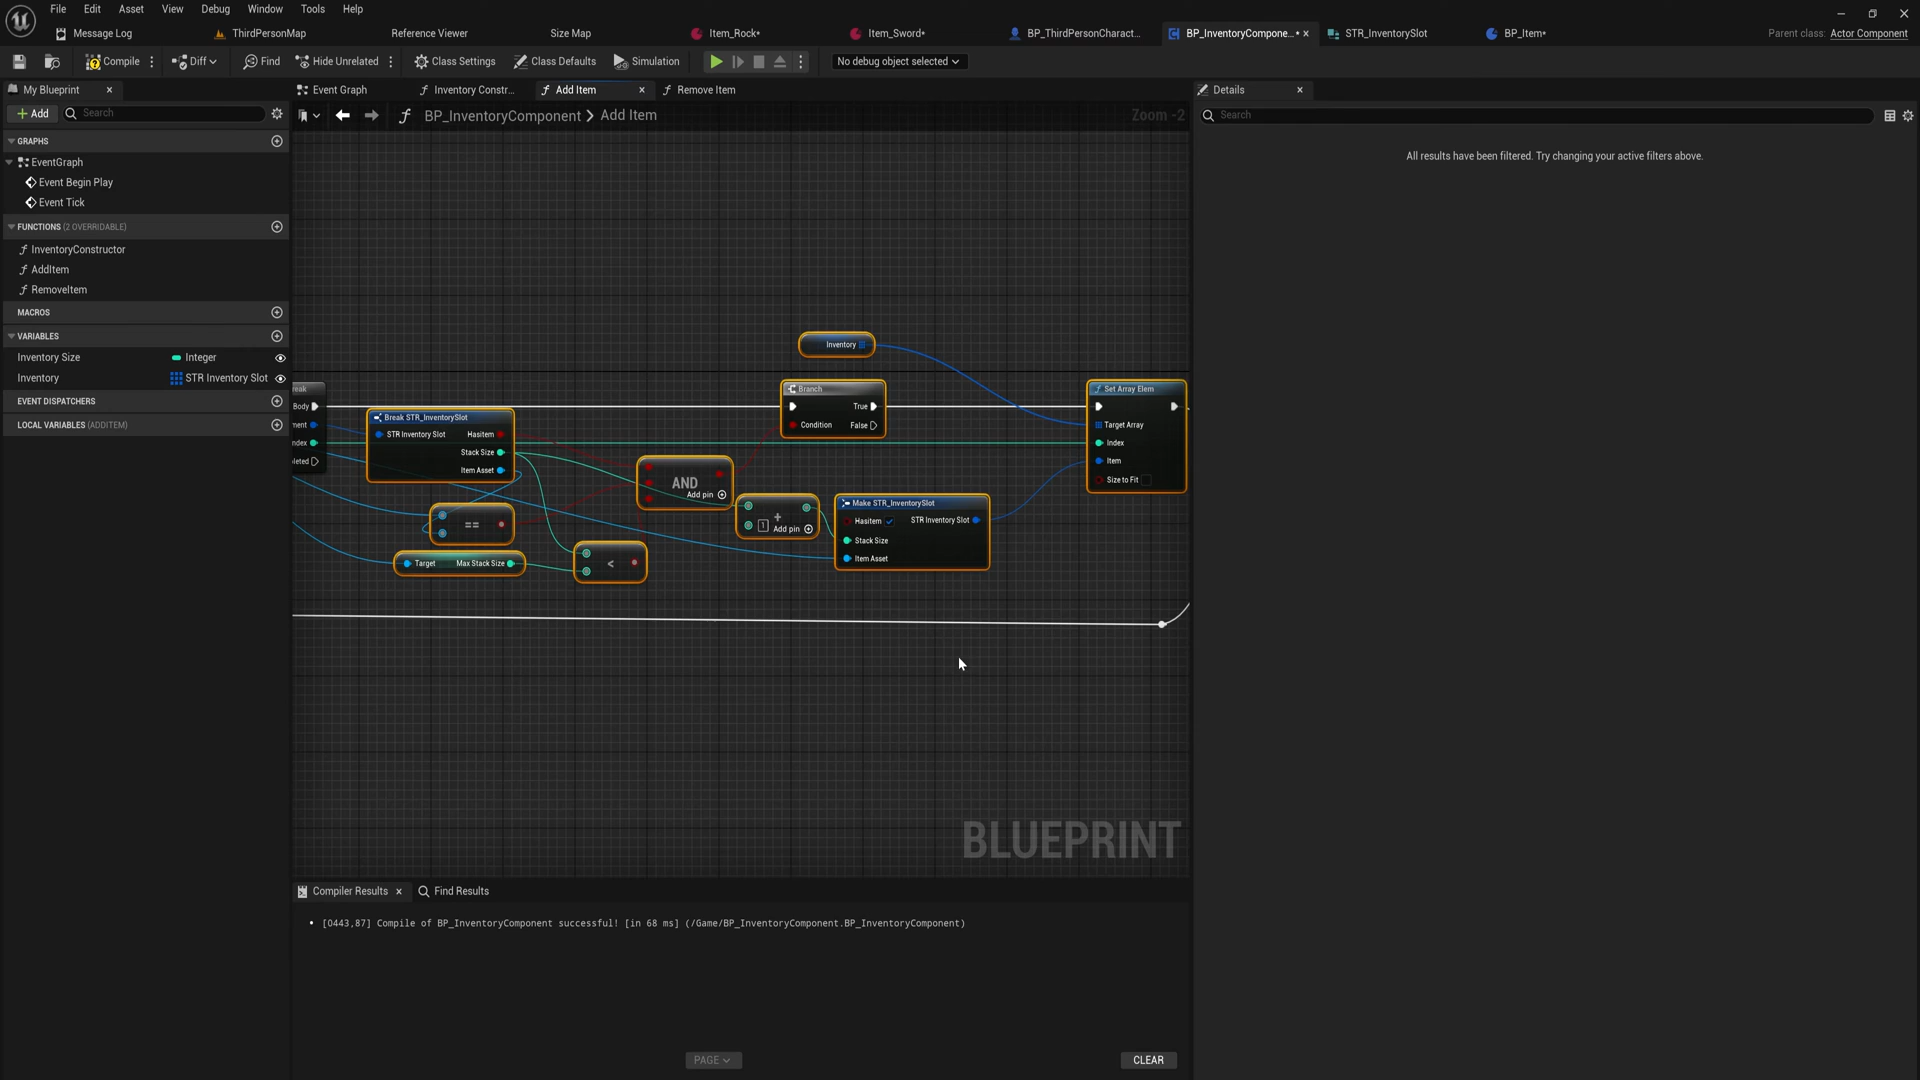 File Edit Asset View Debug Window Tools Help
Message Log ThirdPersonMap Reference Viewer Size Map Item_Rock* Item_Sword* BP_ThirdPersonCharact... BP_InventoryCompone...* STR_InventorySlot BP_Item* Parent class: Actor Component
Compile Diff Find Hide Unrelated Class Settings Class Defaults Simulation No debug object selected
My Blueprint Event Graph Inventory Constr... Add Item Remove Item Details
Add Search BP_InventoryComponent > Add Item Zoom -2 Search
GRAPHS
EventGraph
Event Begin Play
Event Tick
FUNCTIONS (2 OVERRIDABLE)
InventoryConstructor
AddItem
RemoveItem
MACROS
VARIABLES
Inventory Size Integer
Inventory STR Inventory Slot
EVENT DISPATCHERS
LOCAL VARIABLES (ADDITEM)
All results have been filtered. Try changing your active filters above.
Inventory
eak
Body
ment
ndex
leted
Break STR_InventorySlot
STR Inventory Slot Hasitem
Stack Size
Item Asset
==
Target Max Stack Size
<
AND
Add pin
Branch
True
Condition False
+
1 Add pin
Make STR_InventorySlot
Hasitem STR Inventory Slot
Stack Size
Item Asset
Set Array Elem
Target Array
Index
Item
Size to Fit
BLUEPRINT
Compiler Results Find Results
[0443,87] Compile of BP_InventoryComponent successful! [in 68 ms] (/Game/BP_InventoryComponent.BP_InventoryComponent)
PAGE CLEAR